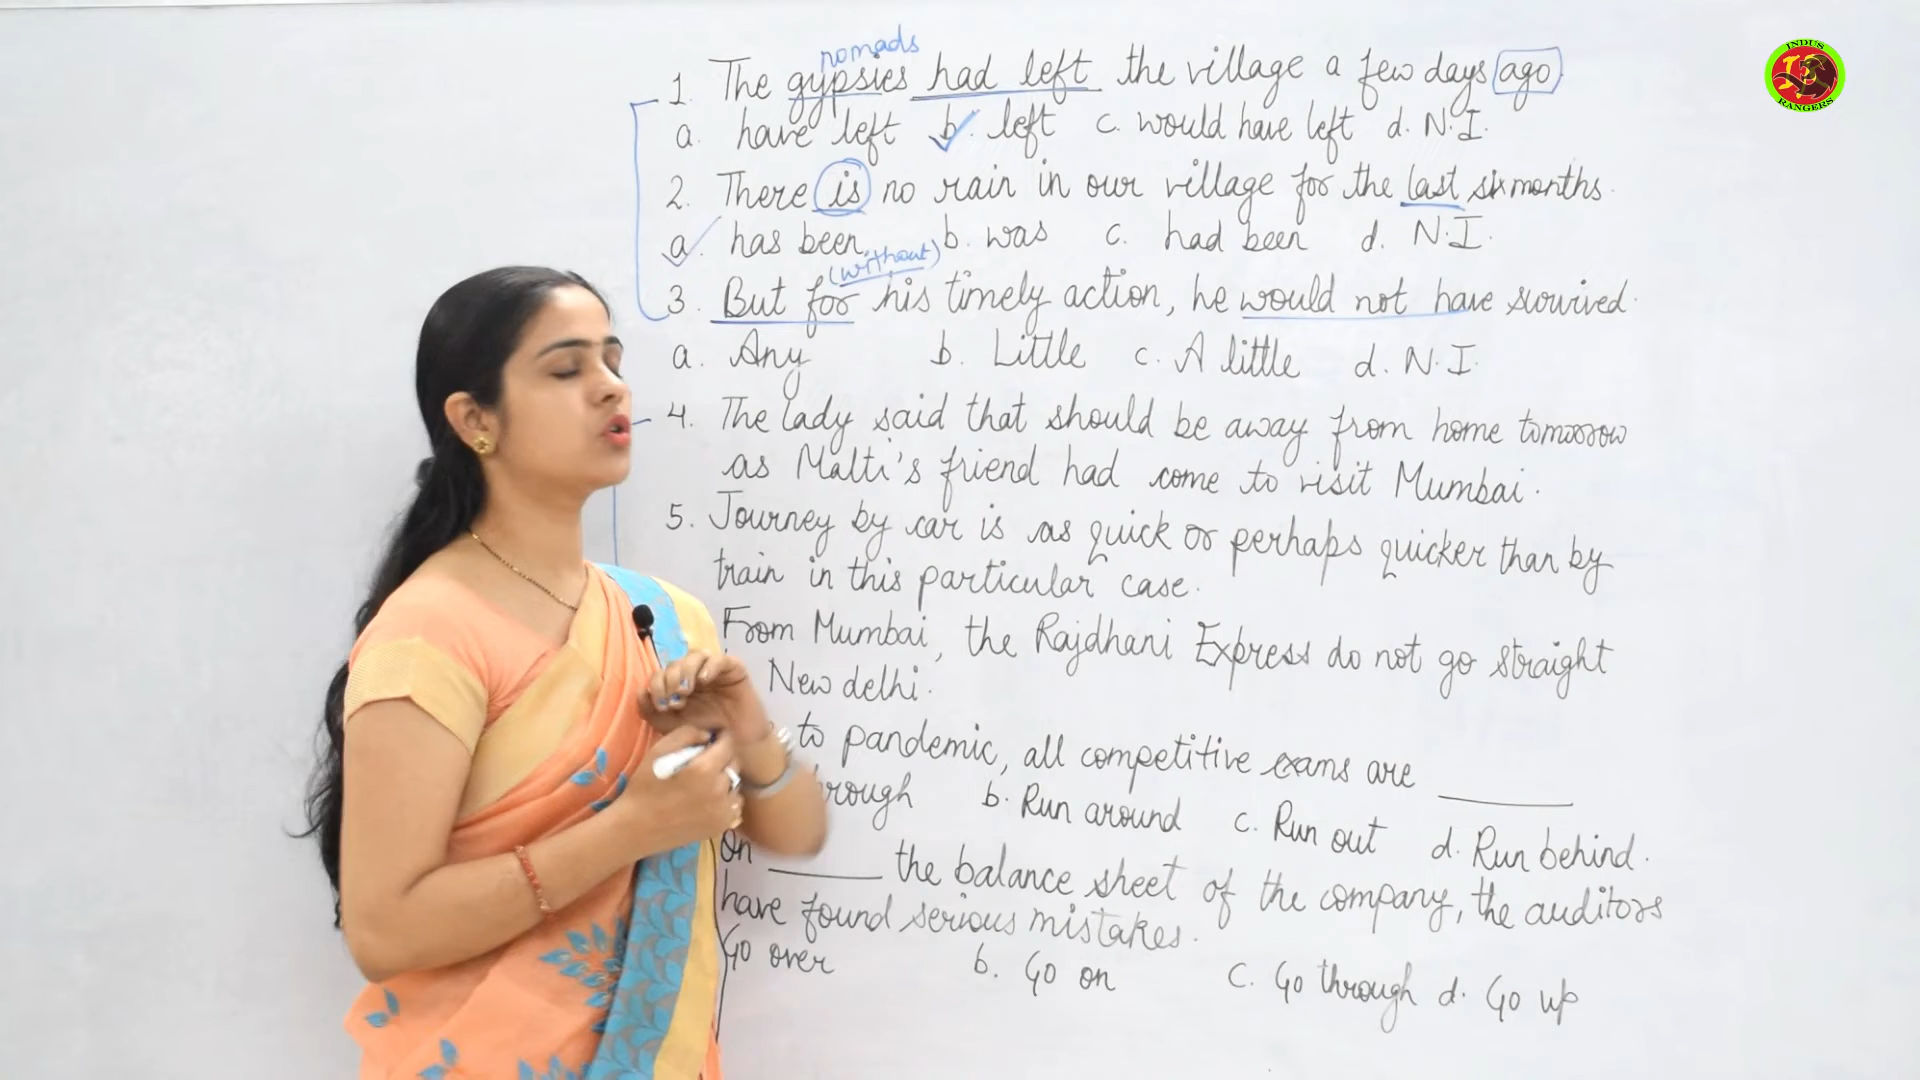 INDUS
RANGERS
nomads
1. The gypsies had left the village a few days ago
a. have left b. left c. would have left d. N.I.
2. There is no rain in our village for the last six months.
a. has been b. was c. had been d. N.I.
(without)
3. But for his timely action, he would not have survived.
a. Any b. Little c. A little d. N.I.
4. The lady said that should be away from home tomorrow
as Malti's friend had come to visit Mumbai.
5. Journey by car is as quick or perhaps quicker than by
train in this particular case.
From Mumbai, the Rajdhani Express do not go straight
New delhi.
to pandemic, all competitive exams are ______
through b. Run around c. Run out d. Run behind.
On ______ the balance sheet of the company, the auditors
have found serious mistakes.
Go over b. Go on c. Go through d. Go up